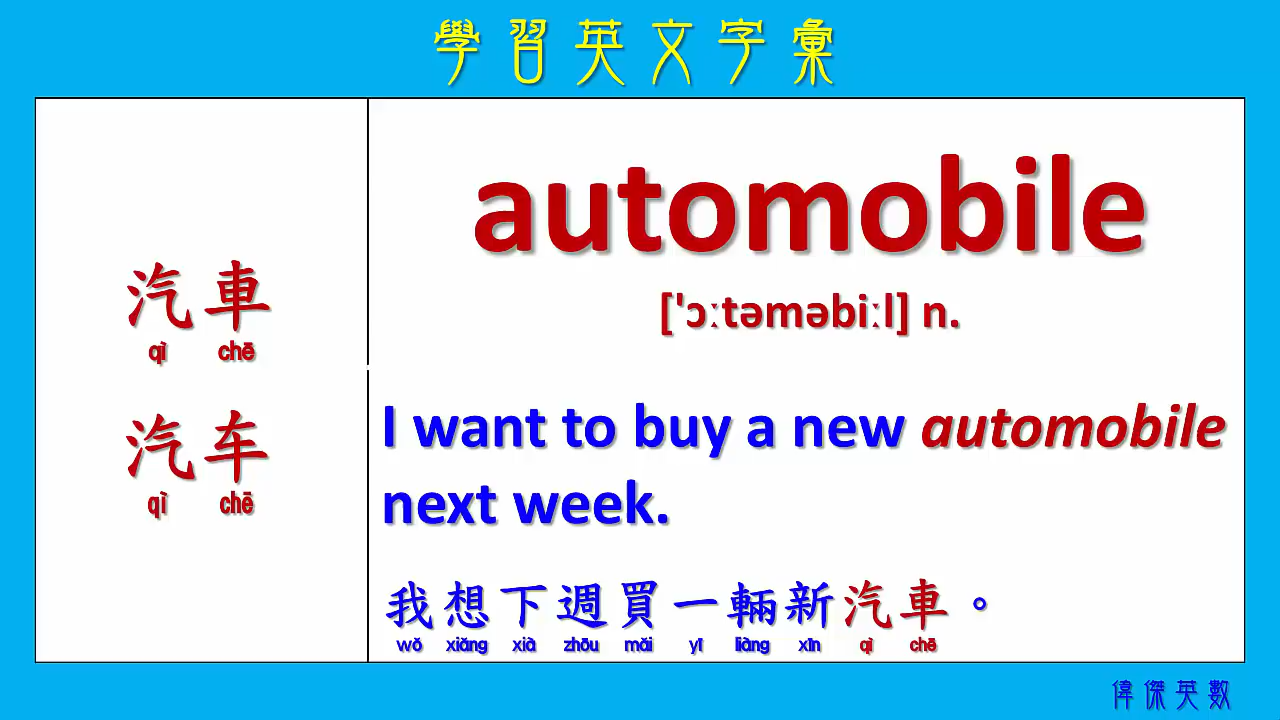 學習英文字彙
汽車
qì chē
汽车
qì chē
automobile
['ɔːtəməbiːl] n.
I want to buy a new automobile
next week.
我想下週買一輛新汽車。
wǒ xiǎng xià zhōu mǎi yī liàng xīn qì chē
偉傑英數